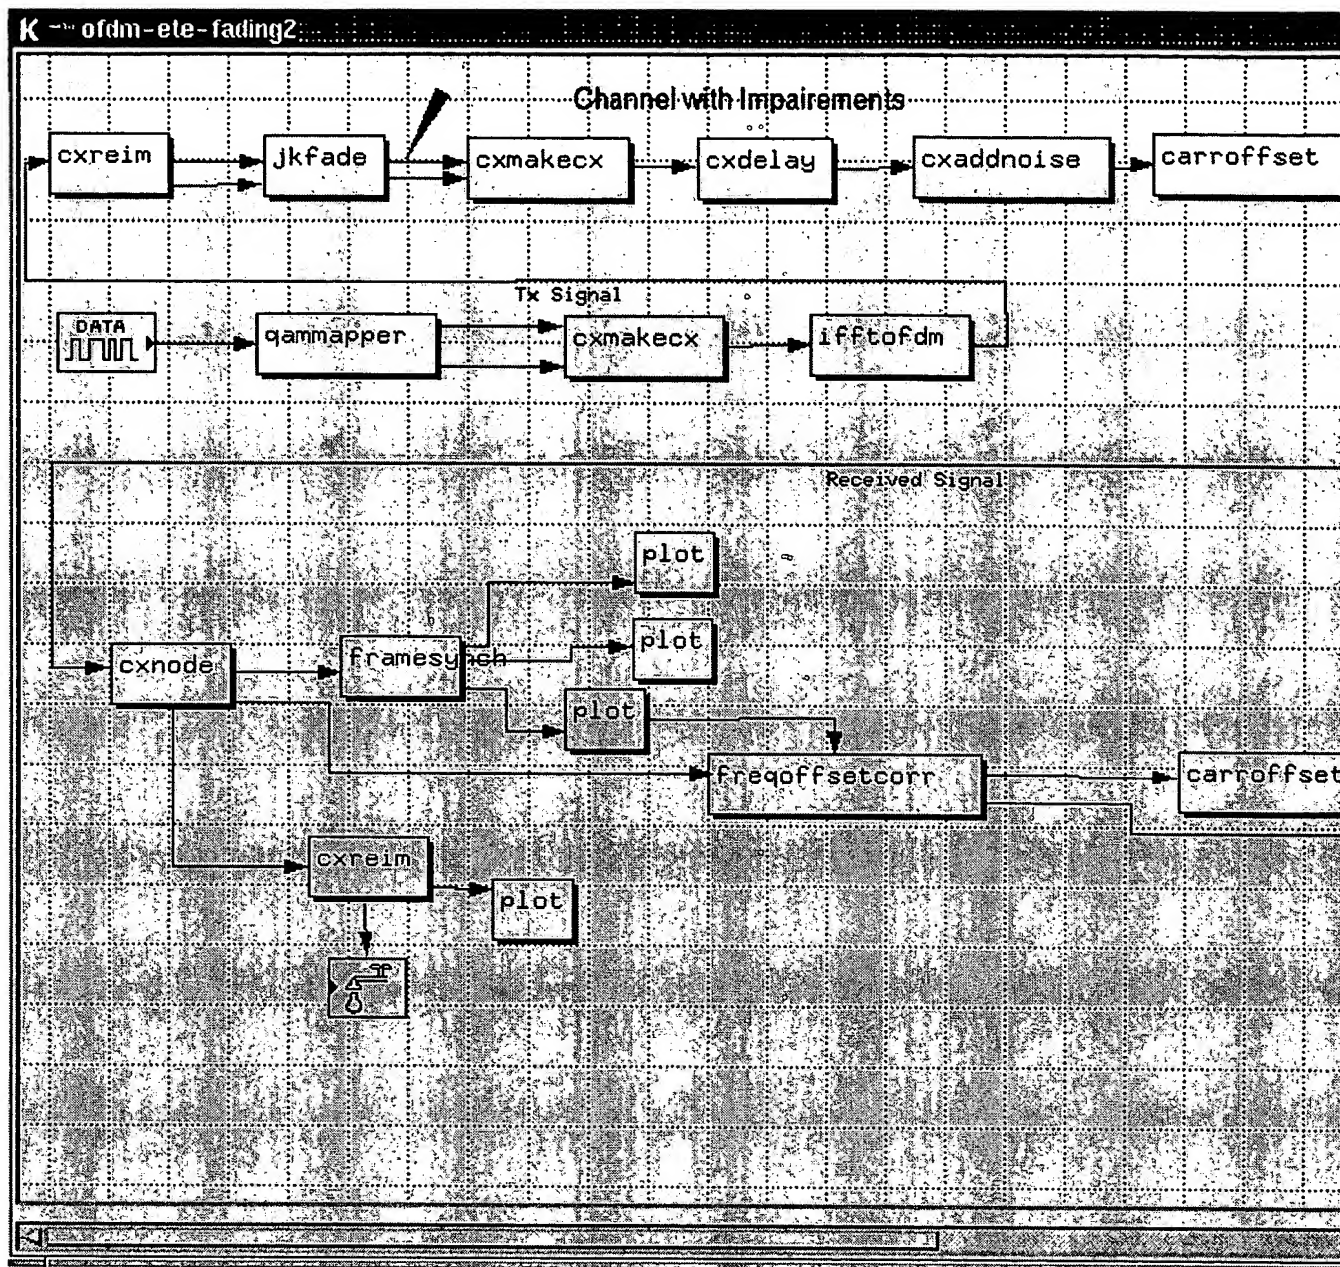 K ofdm-ete-fading2
Channel with Impairements
cxreim
jkfade
cxmakecx
cxdelay
cxaddnoise
carroffset
Tx Signal
DATA
qammapper
cxmakecx
ifftofdm
Received Signal
plot
plot
cxnode
framesynch
plot
freqoffsetcorr
carroffset
cxreim
plot